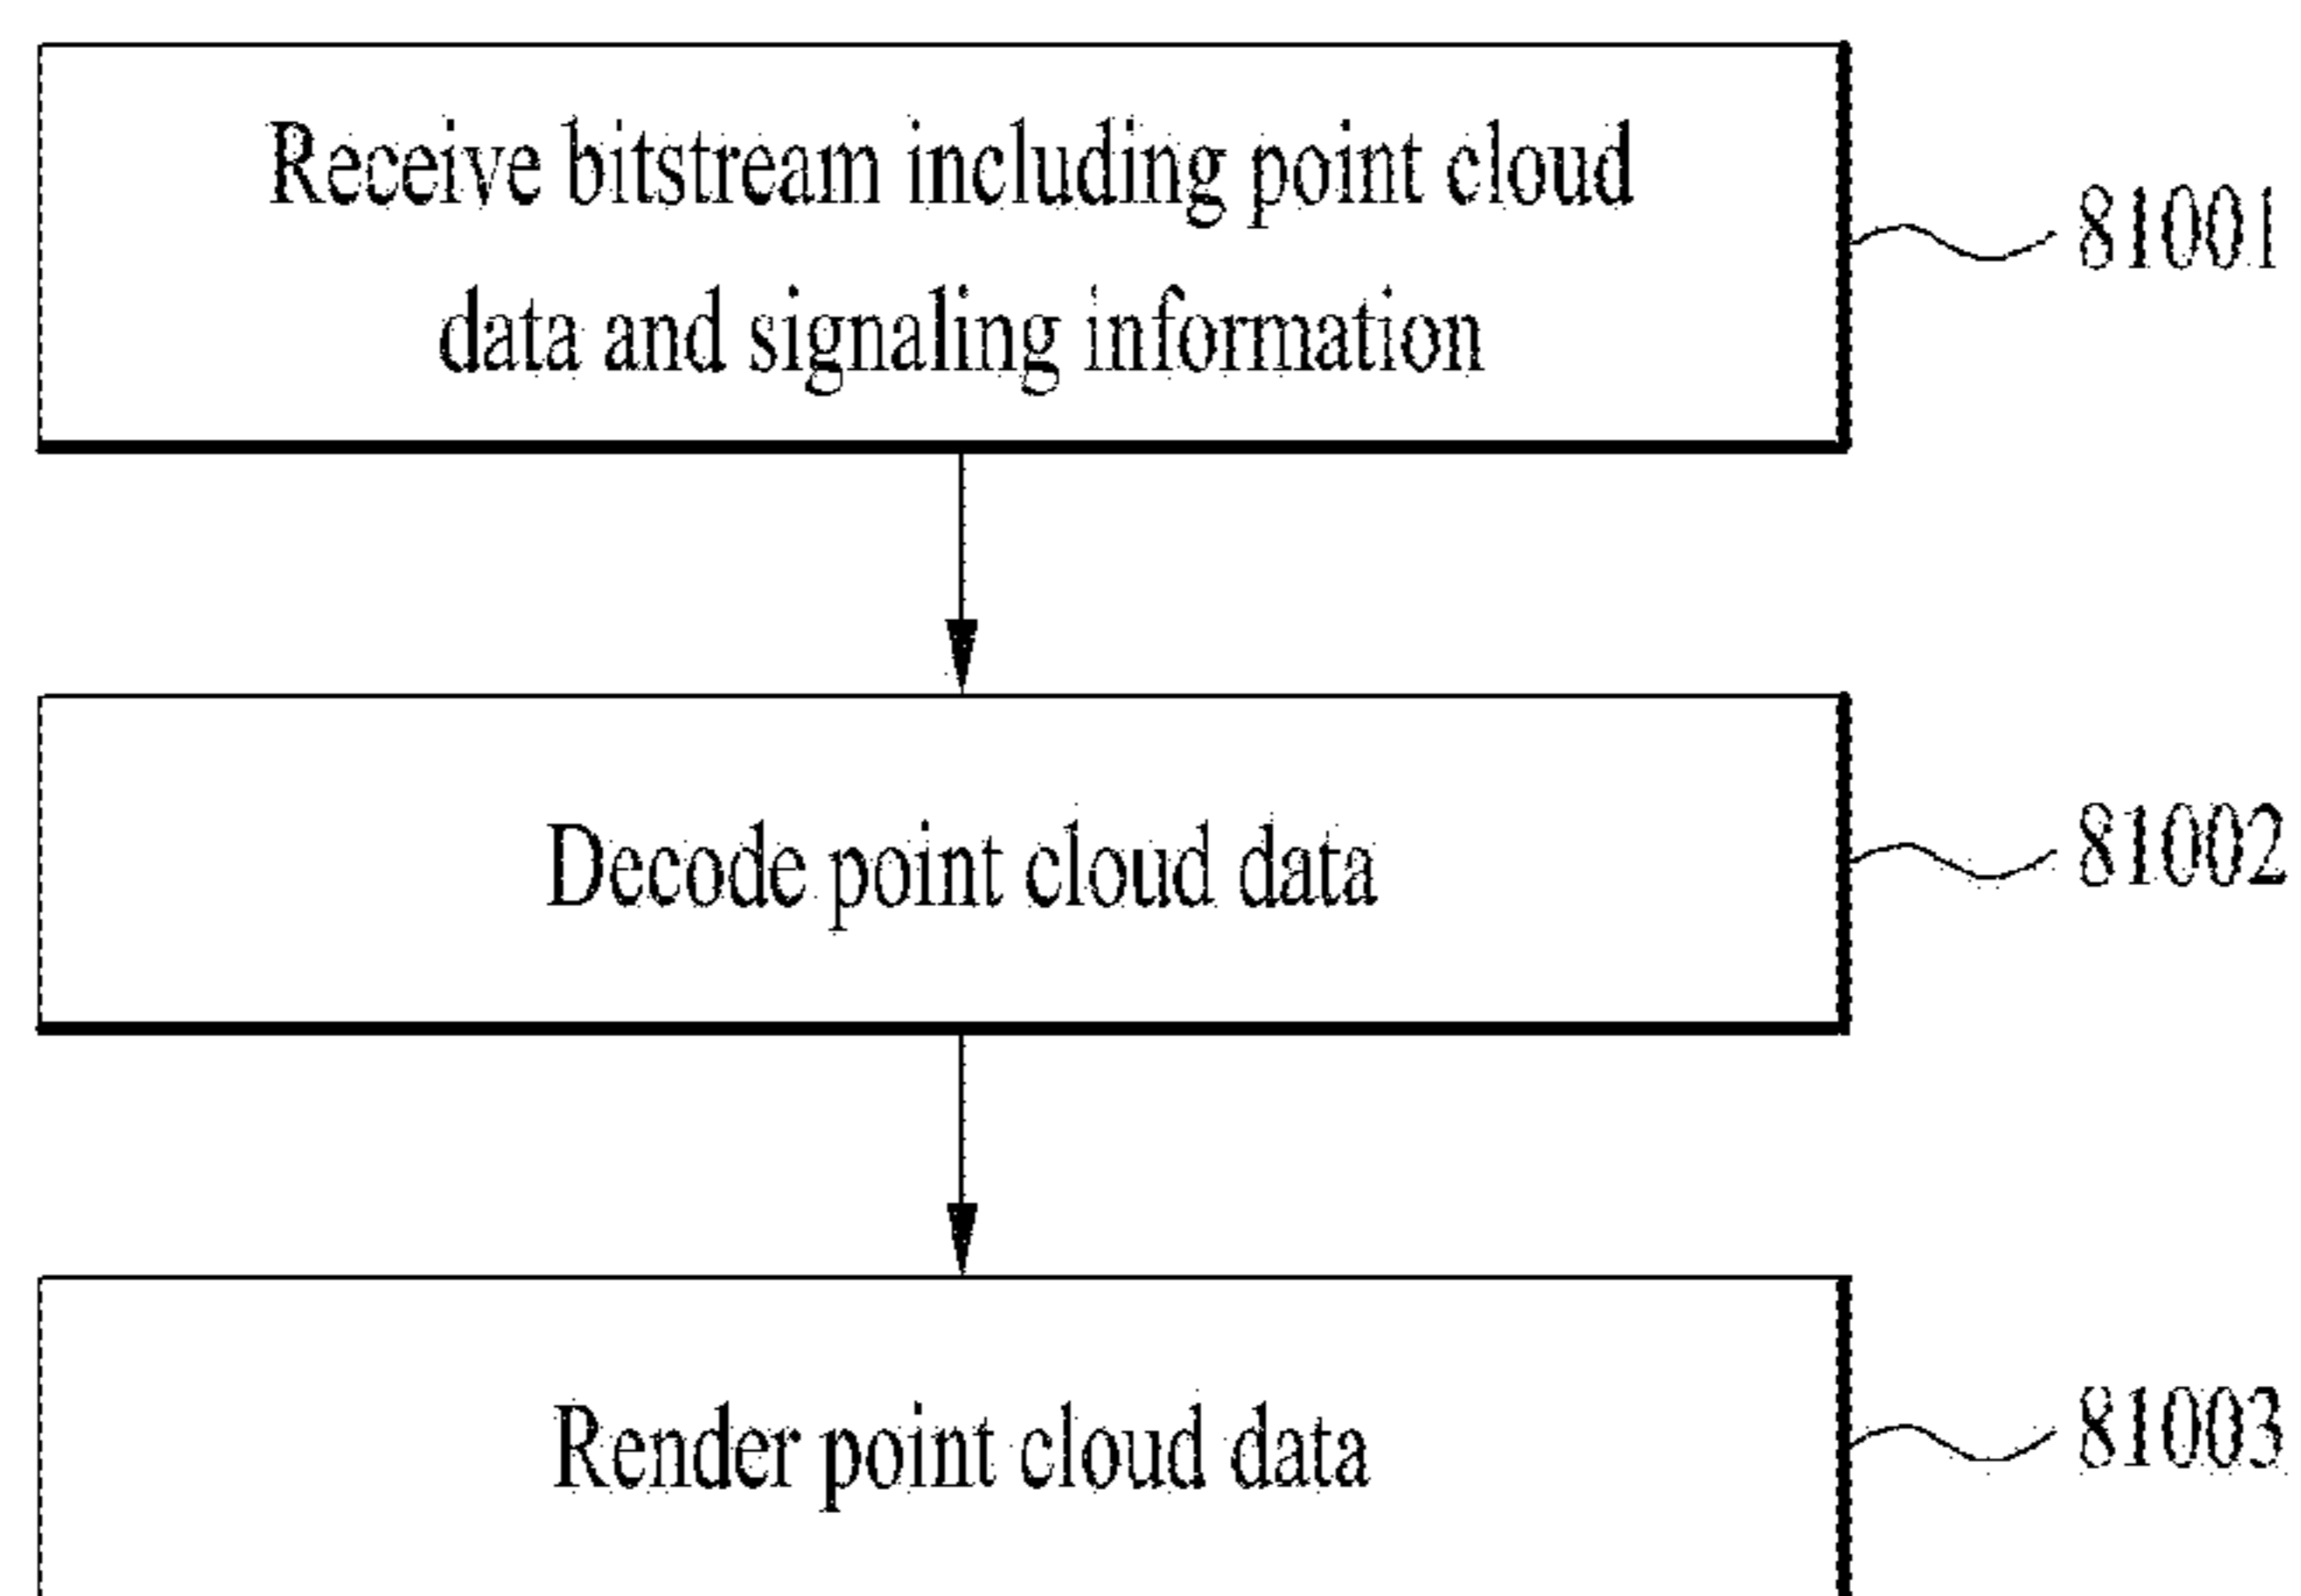 Receive bitstream including point cloud
data and signaling information
81001
Decode point cloud data
81002
Render point cloud data
81003